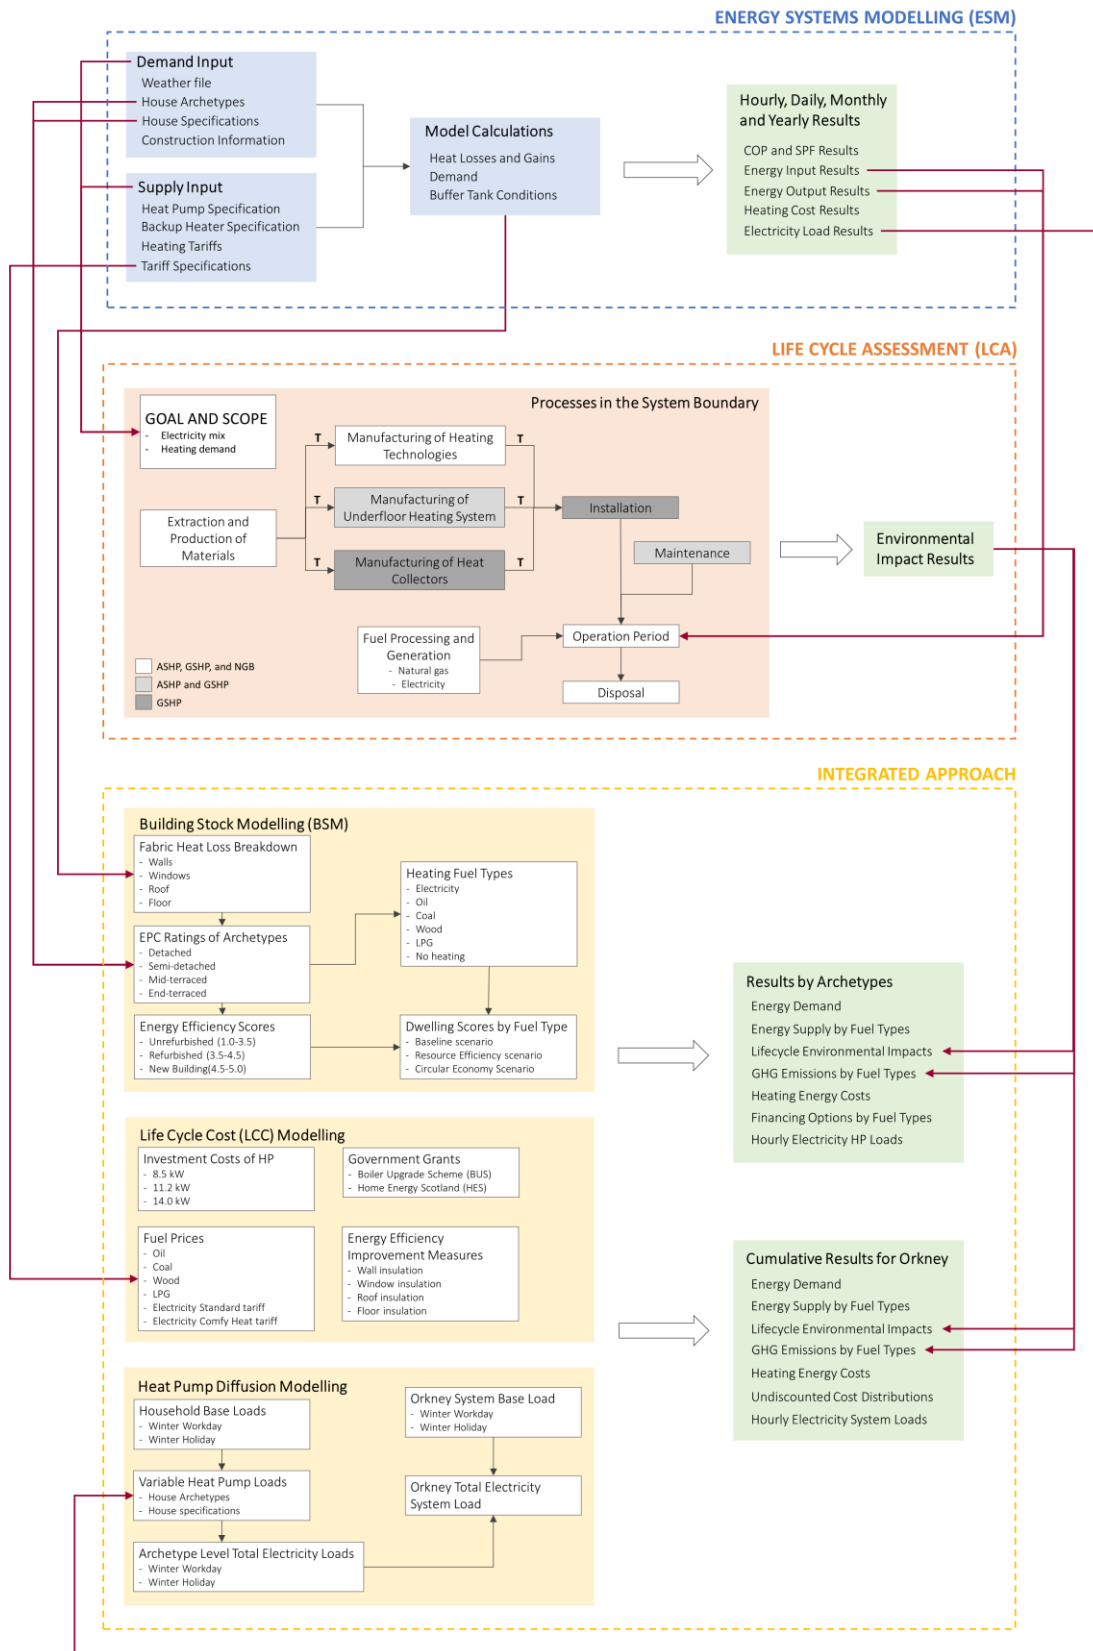 ENERGY SYSTEMS MODELLING (ESM)
Demand Input
Weather file
House Archetypes
House Specifications
Construction Information
Supply Input
Heat Pump Specification
Backup Heater Specification
Heating Tariffs
Tariff Specifications
Model Calculations
Heat Losses and Gains
Demand
Buffer Tank Conditions
Hourly, Daily, Monthly
and Yearly Results
COP and SPF Results
Energy Input Results
Energy Output Results
Heating Cost Results
Electricity Load Results
LIFE CYCLE ASSESSMENT (LCA)
Processes in the System Boundary
GOAL AND SCOPE
- Electricity mix
- Heating demand
Extraction and
Production of
Materials
T
Manufacturing of Heating
Technologies
T
T
Manufacturing of
Underfloor Heating System
T
T
Manufacturing of Heat
Collectors
T
Installation
Maintenance
Fuel Processing and
Generation
- Natural gas
- Electricity
Operation Period
Disposal
ASHP, GSHP, and NGB
ASHP and GSHP
GSHP
Environmental
Impact Results
INTEGRATED APPROACH
Building Stock Modelling (BSM)
Fabric Heat Loss Breakdown
- Walls
- Windows
- Roof
- Floor
EPC Ratings of Archetypes
- Detached
- Semi-detached
- Mid-terraced
- End-terraced
Energy Efficiency Scores
- Unrefurbished (1.0-3.5)
- Refurbished (3.5-4.5)
- New Building(4.5-5.0)
Heating Fuel Types
- Electricity
- Oil
- Coal
- Wood
- LPG
- No heating
Dwelling Scores by Fuel Type
- Baseline scenario
- Resource Efficiency scenario
- Circular Economy Scenario
Results by Archetypes
Energy Demand
Energy Supply by Fuel Types
Lifecycle Environmental Impacts
GHG Emissions by Fuel Types
Heating Energy Costs
Financing Options by Fuel Types
Hourly Electricity HP Loads
Life Cycle Cost (LCC) Modelling
Investment Costs of HP
- 8.5 kW
- 11.2 kW
- 14.0 kW
Government Grants
- Boiler Upgrade Scheme (BUS)
- Home Energy Scotland (HES)
Fuel Prices
- Oil
- Coal
- Wood
- LPG
- Electricity Standard tariff
- Electricity Comfy Heat tariff
Energy Efficiency
Improvement Measures
- Wall insulation
- Window insulation
- Roof insulation
- Floor insulation
Cumulative Results for Orkney
Energy Demand
Energy Supply by Fuel Types
Lifecycle Environmental Impacts
GHG Emissions by Fuel Types
Heating Energy Costs
Undiscounted Cost Distributions
Hourly Electricity System Loads
Heat Pump Diffusion Modelling
Household Base Loads
- Winter Workday
- Winter Holiday
Variable Heat Pump Loads
- House Archetypes
- House specifications
Archetype Level Total Electricity Loads
- Winter Workday
- Winter Holiday
Orkney System Base Load
- Winter Workday
- Winter Holiday
Orkney Total Electricity
System Load